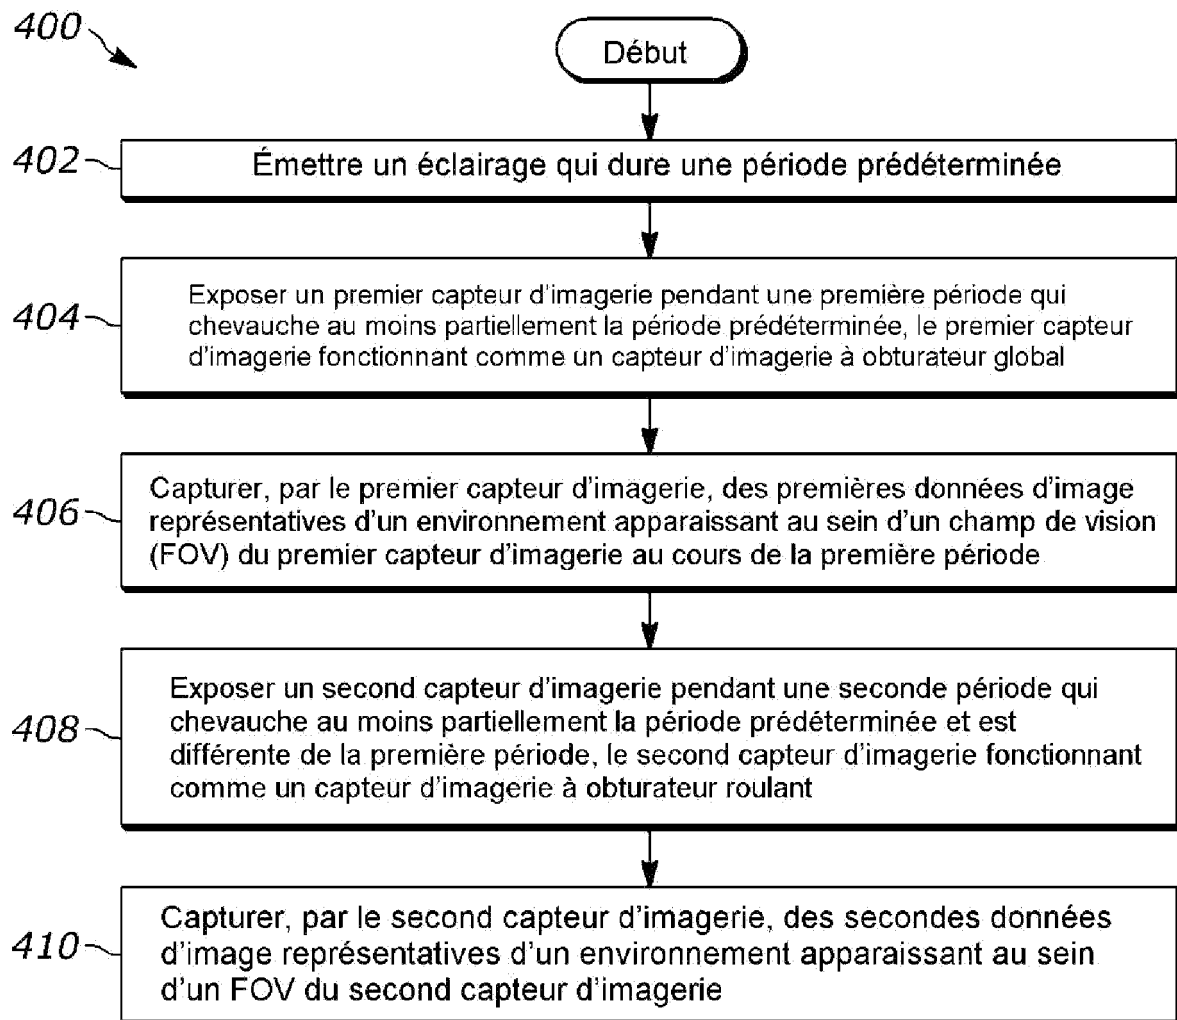 400
Début
402
Émettre un éclairage qui dure une période prédéterminée
404
Exposer un premier capteur d'imagerie pendant une première période qui
chevauche au moins partiellement la période prédéterminée, le premier capteur
d'imagerie fonctionnant comme un capteur d'imagerie à obturateur global
406
Capturer, par le premier capteur d'imagerie, des premières données d'image
représentatives d'un environnement apparaissant au sein d'un champ de vision
(FOV) du premier capteur d'imagerie au cours de la première période
408
Exposer un second capteur d'imagerie pendant une seconde période qui
chevauche au moins partiellement la période prédéterminée et est
différente de la première période, le second capteur d'imagerie fonctionnant
comme un capteur d'imagerie à obturateur roulant
410
Capturer, par le second capteur d'imagerie, des secondes données
d'image représentatives d'un environnement apparaissant au sein
d'un FOV du second capteur d'imagerie